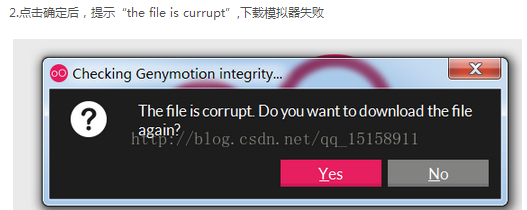 2.点击确定后，提示“the file is currupt”,下载模拟器失败
Checking Genymotion integrity...
The file is corrupt. Do you want to download the file
again?
http://blog.csdn.net/qq_15158911
Yes
No